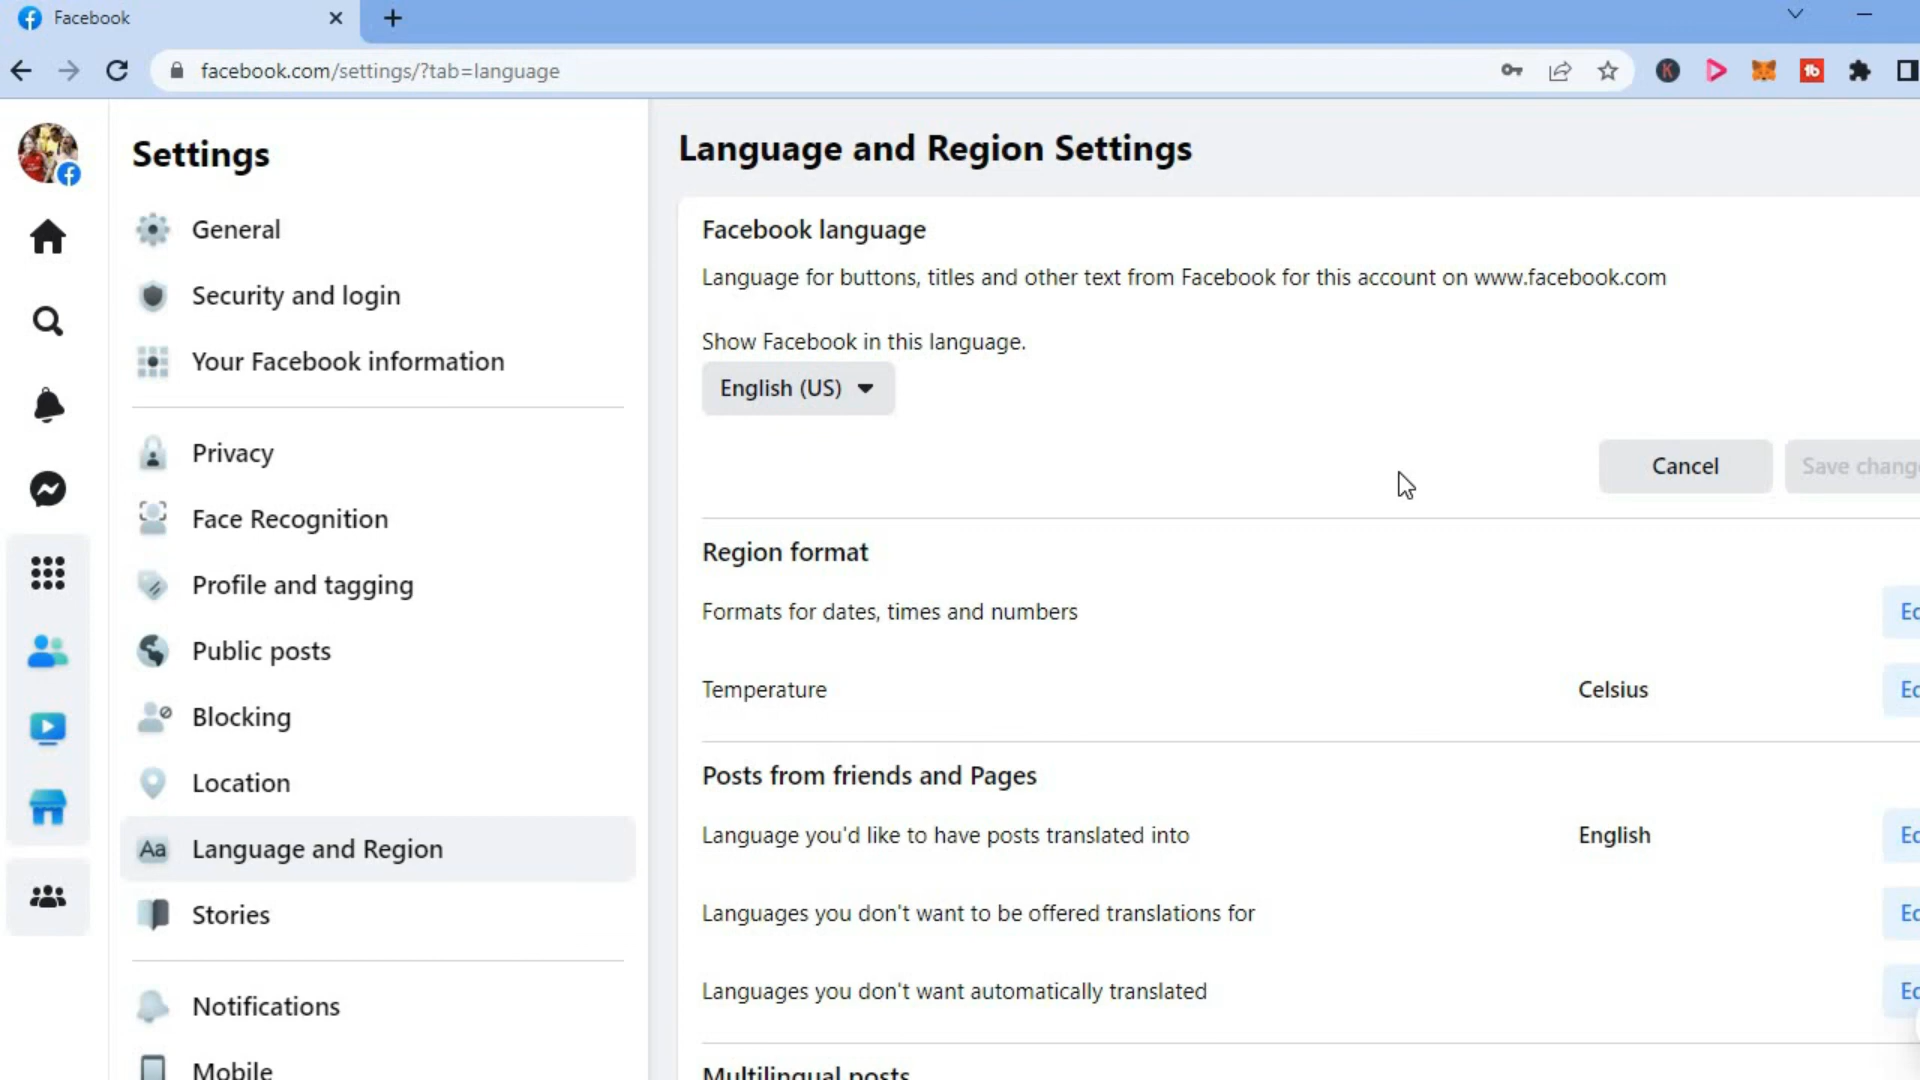 Facebook
facebook.com/settings/?tab=language
Settings
General
Security and login
Your Facebook information
Privacy
Face Recognition
Profile and tagging
Public posts
Blocking
Location
Aa Language and Region
Stories
Notifications
Mobile
Language and Region Settings
Facebook language
Language for buttons, titles and other text from Facebook for this account on www.facebook.com
Show Facebook in this language.
English (US)
Cancel
Save chang
Region format
Formats for dates, times and numbers
Temperature Celsius
Posts from friends and Pages
Language you'd like to have posts translated into English
Languages you don't want to be offered translations for
Languages you don't want automatically translated
Multilingual posts